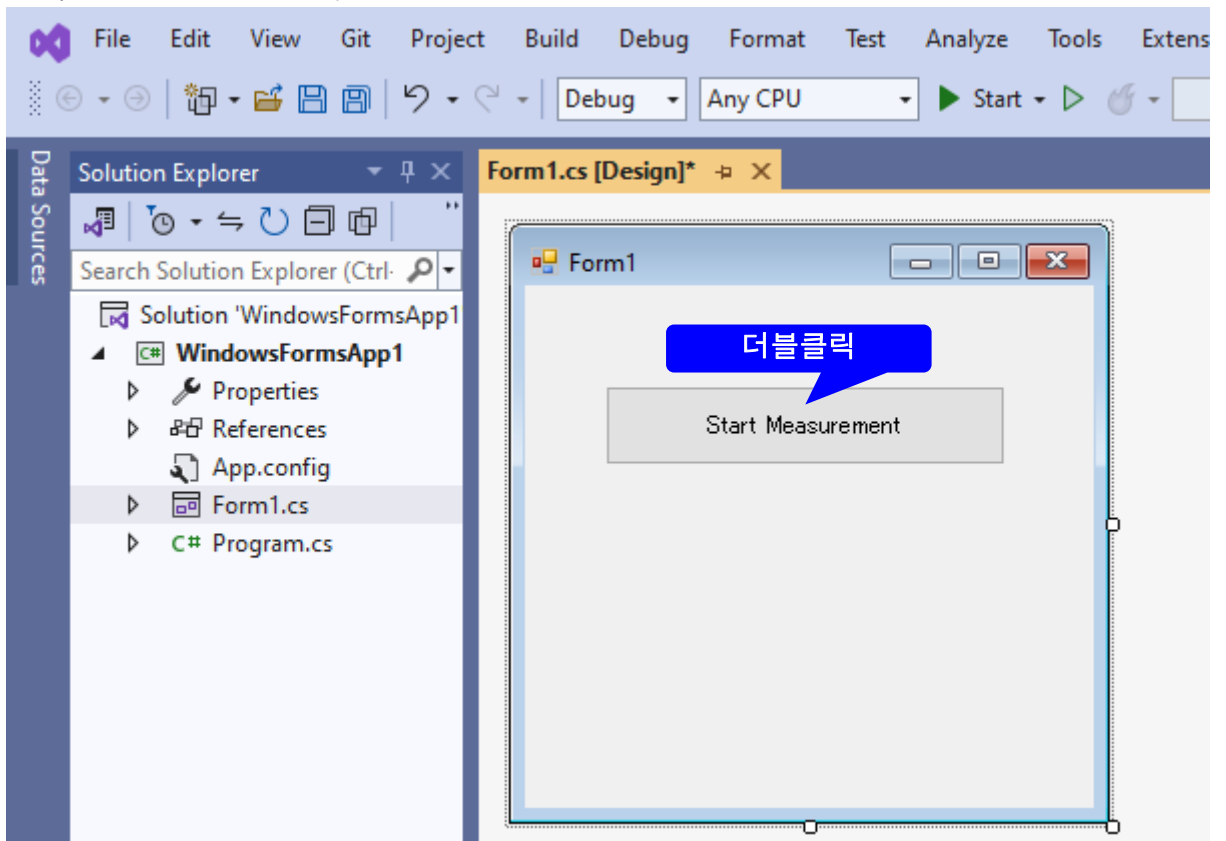 File Edit View Git Project Build Debug Format Test Analyze Tools Extens
Debug Any CPU Start
Data Sources
Solution Explorer
Form1.cs [Design]*
Search Solution Explorer (Ctrl-
Form1
Solution 'WindowsFormsApp1
C# WindowsFormsApp1
더블클릭
Properties
Start Measurement
References
App.config
Form1.cs
C# Program.cs